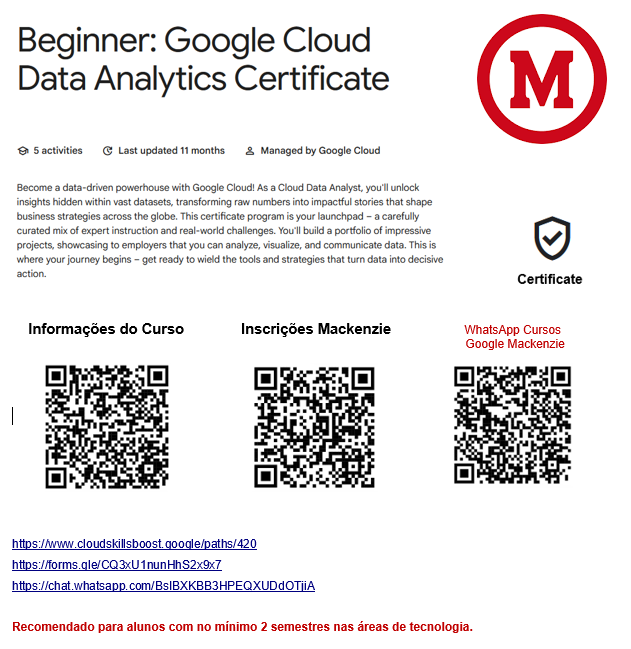 Beginner: Google Cloud
Data Analytics Certificate
M
5 activities
Last updated 11 months
Managed by Google Cloud
Become a data-driven powerhouse with Google Cloud! As a Cloud Data Analyst, you'll unlock
insights hidden within vast datasets, transforming raw numbers into impactful stories that shape
business strategies across the globe. This certificate program is your launchpad – a carefully
curated mix of expert instruction and real-world challenges. You'll build a portfolio of impressive
projects, showcasing to employers that you can analyze, visualize, and communicate data. This is
where your journey begins – get ready to wield the tools and strategies that turn data into decisive
action.
Certificate
Informações do Curso
Inscrições Mackenzie
WhatsApp Cursos
Google Mackenzie
https://www.cloudskillsboost.google/paths/420
https://forms.gle/CQ3xU1nunHhS2x9x7
https://chat.whatsapp.com/BsIBXKBB3HPEQXUDdOTjiA
Recomendado para alunos com no mínimo 2 semestres nas áreas de tecnologia.